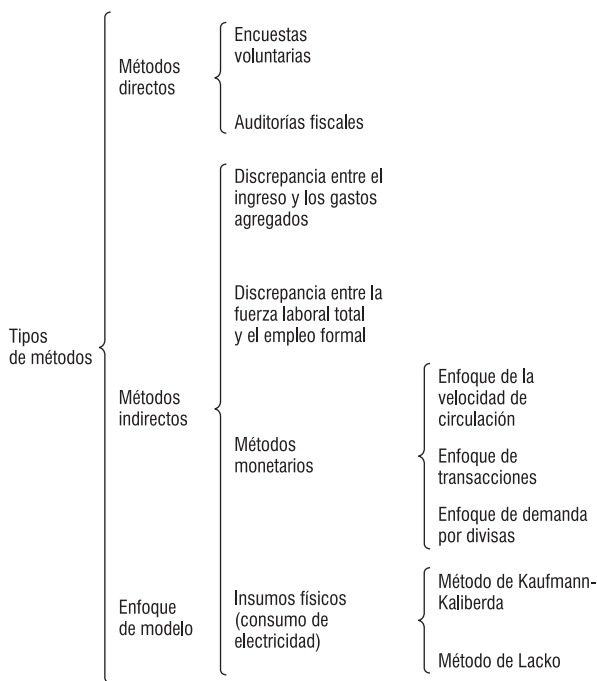 Tipos
de métodos
Métodos
directos
Encuestas
voluntarias
Auditorías fiscales
Métodos
indirectos
Discrepancia entre el
ingreso y los gastos
agregados
Discrepancia entre la
fuerza laboral total
y el empleo formal
Métodos
monetarios
Enfoque de la
velocidad de
circulación
Enfoque de
transacciones
Enfoque de demanda
por divisas
Insumos físicos
(consumo de
electricidad)
Método de Kaufmann-
Kaliberda
Método de Lacko
Enfoque
de modelo